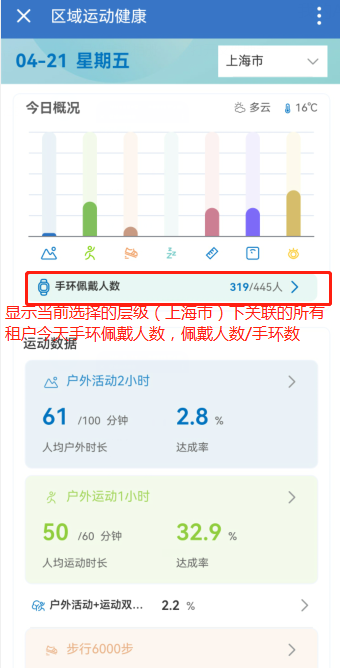 区域运动健康
04-21 星期五
上海市
今日概况
多云
16℃
手环佩戴人数
319/445人
显示当前选择的层级（上海市）下关联的所有
租户今天手环佩戴人数，佩戴人数/手环数
运动数据
户外活动2小时
61 /100 分钟
2.8 %
人均户外时长
达成率
户外运动1小时
50 /60 分钟
32.9 %
人均运动时长
达成率
户外活动+运动双...
2.2 %
步行6000步